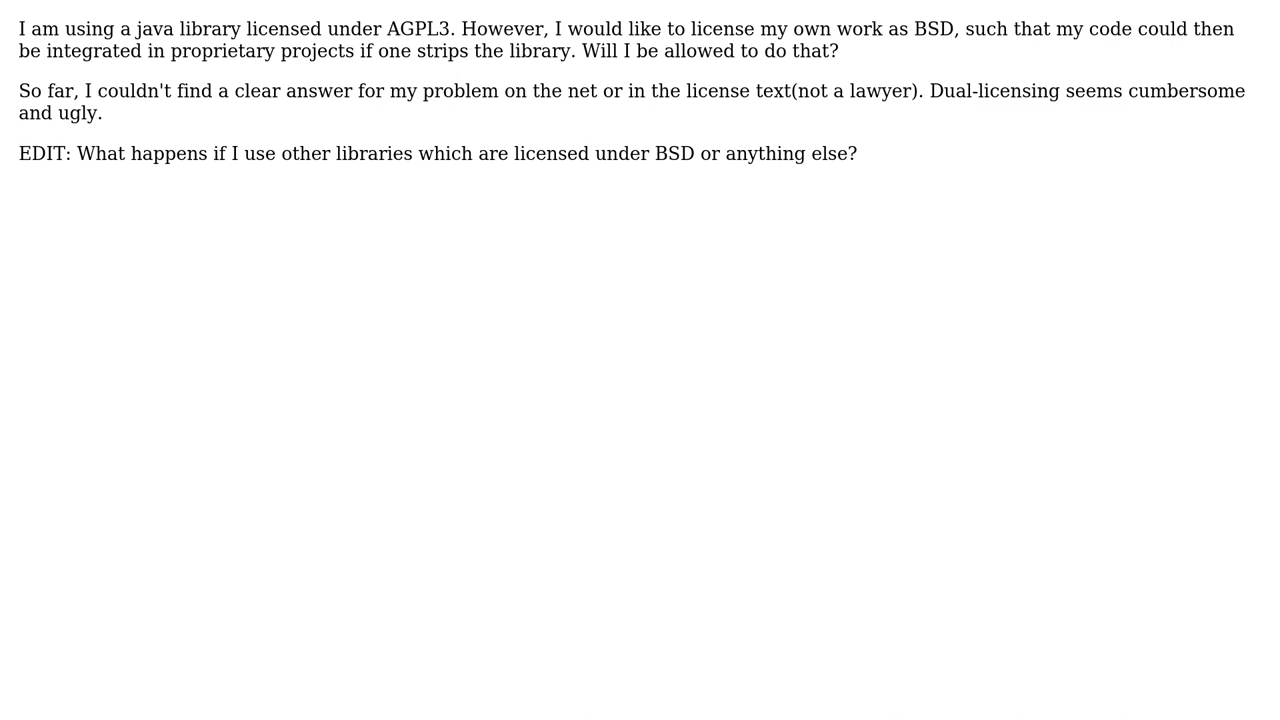 I am using a java library licensed under AGPL3. However, I would like to license my own work as BSD, such that my code could then
be integrated in proprietary projects if one strips the library. Will I be allowed to do that?
So far, I couldn't find a clear answer for my problem on the net or in the license text(not a lawyer). Dual-licensing seems cumbersome
and ugly.
EDIT: What happens if I use other libraries which are licensed under BSD or anything else?